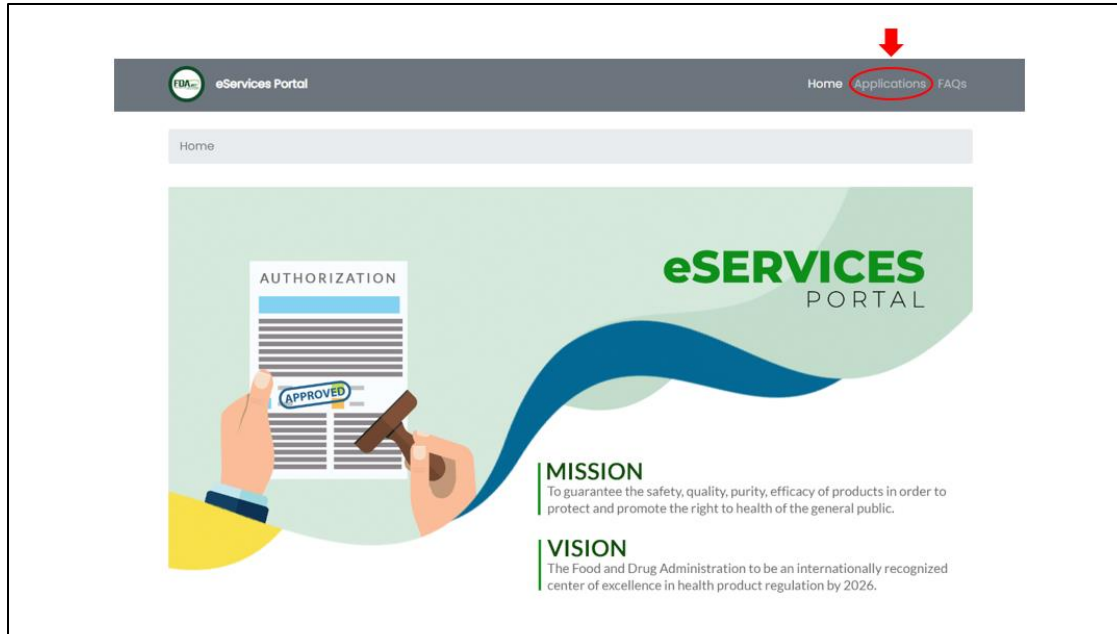 FDA
eServices Portal
Home Applications FAQs
Home
AUTHORIZATION
APPROVED
eSERVICES
PORTAL
MISSION
To guarantee the safety, quality, purity, efficacy of products in order to
protect and promote the right to health of the general public.
VISION
The Food and Drug Administration to be an internationally recognized
center of excellence in health product regulation by 2026.